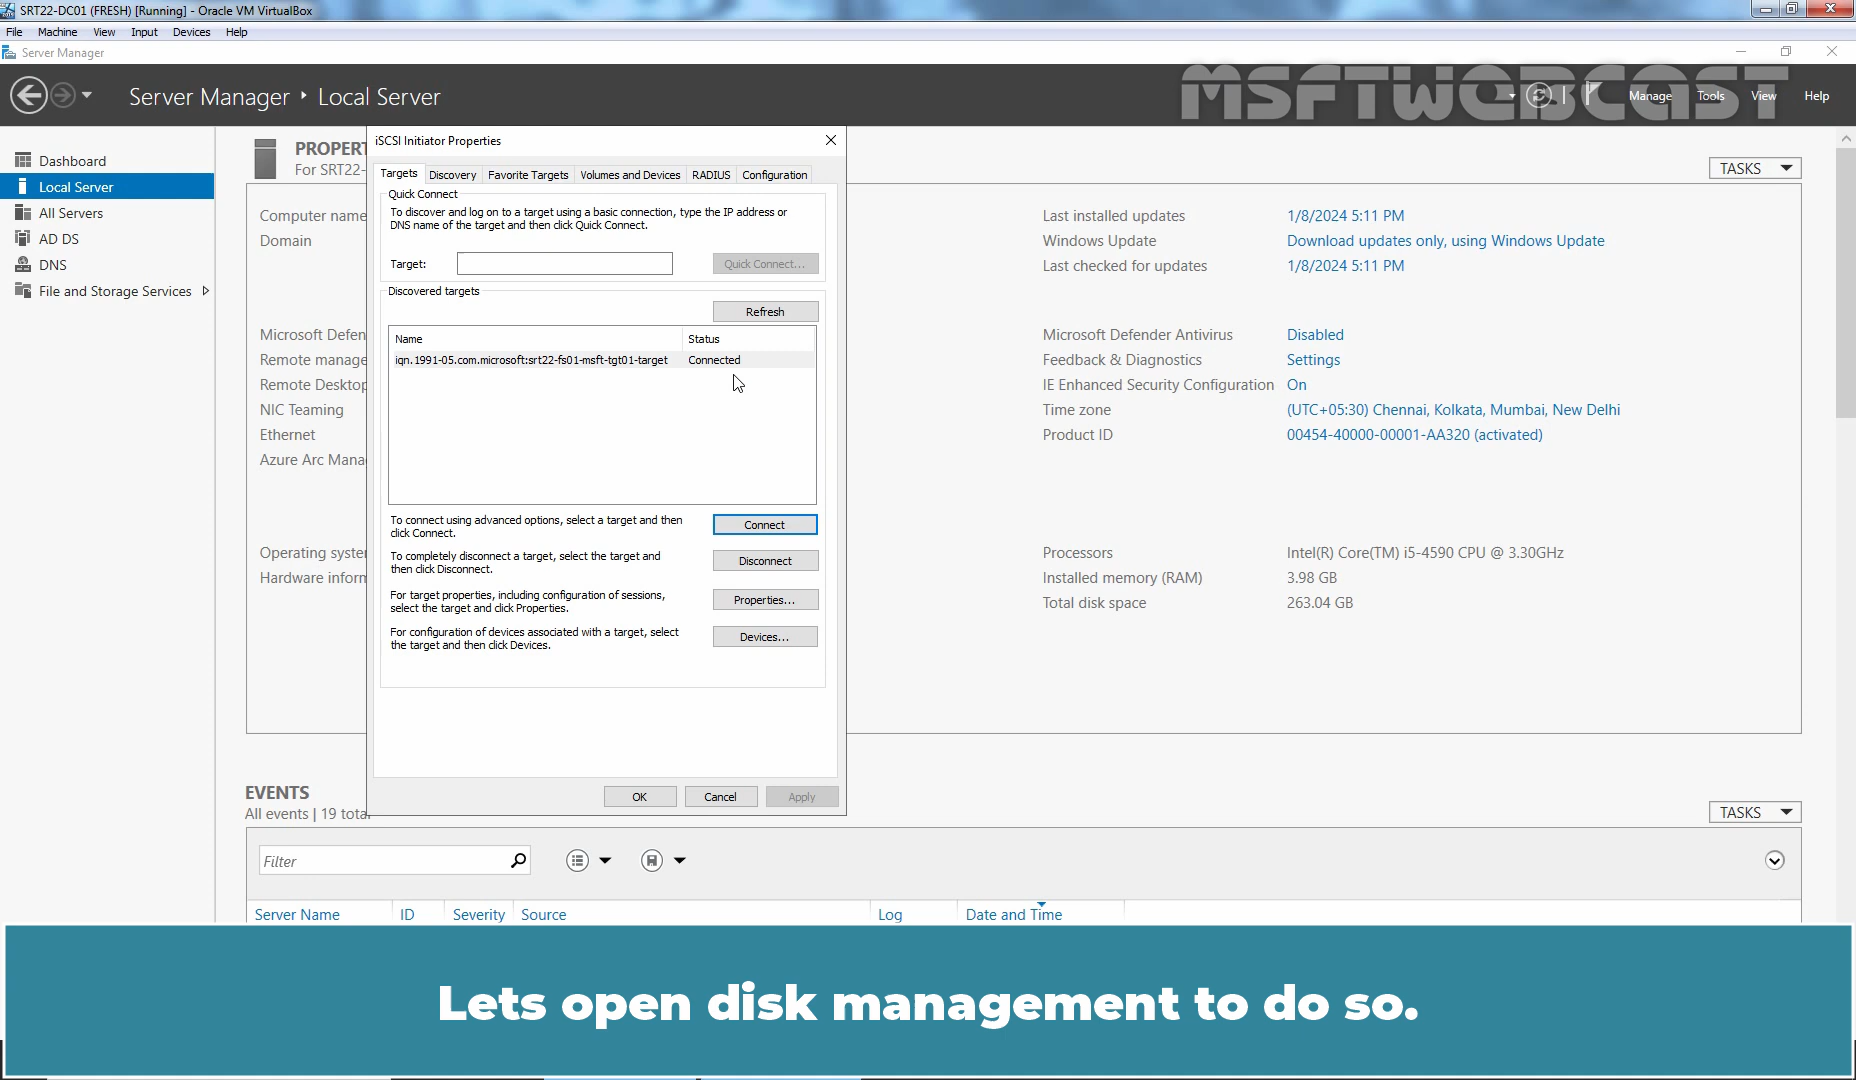 SRT22-DC01 (FRESH) [Running] - Oracle VM VirtualBox
File Machine View Input Devices Help
Server Manager
Server Manager ‣ Local Server
MSFTWEBCAST
Manage Tools View Help
Dashboard
Local Server
All Servers
AD DS
DNS
File and Storage Services
PROPERT
For SRT22-
TASKS
Computer name
Domain
Microsoft Defen
Remote manage
Remote Desktop
NIC Teaming
Ethernet
Azure Arc Mana
Operating syster
Hardware inforn
iSCSI Initiator Properties
Targets Discovery Favorite Targets Volumes and Devices RADIUS Configuration
Quick Connect
To discover and log on to a target using a basic connection, type the IP address or
DNS name of the target and then click Quick Connect.
Target: Quick Connect...
Discovered targets
Refresh
Name Status
iqn.1991-05.com.microsoft:srt22-fs01-msft-tgt01-target Connected
To connect using advanced options, select a target and then
click Connect.
Connect
To completely disconnect a target, select the target and
then click Disconnect.
Disconnect
For target properties, including configuration of sessions,
select the target and click Properties.
Properties...
For configuration of devices associated with a target, select
the target and then click Devices.
Devices...
OK Cancel Apply
Last installed updates 1/8/2024 5:11 PM
Windows Update Download updates only, using Windows Update
Last checked for updates 1/8/2024 5:11 PM
Microsoft Defender Antivirus Disabled
Feedback & Diagnostics Settings
IE Enhanced Security Configuration On
Time zone (UTC+05:30) Chennai, Kolkata, Mumbai, New Delhi
Product ID 00454-40000-00001-AA320 (activated)
Processors Intel(R) Core(TM) i5-4590 CPU @ 3.30GHz
Installed memory (RAM) 3.98 GB
Total disk space 263.04 GB
EVENTS
All events | 19 total
TASKS
Filter
Server Name ID Severity Source Log Date and Time
Lets open disk management to do so.